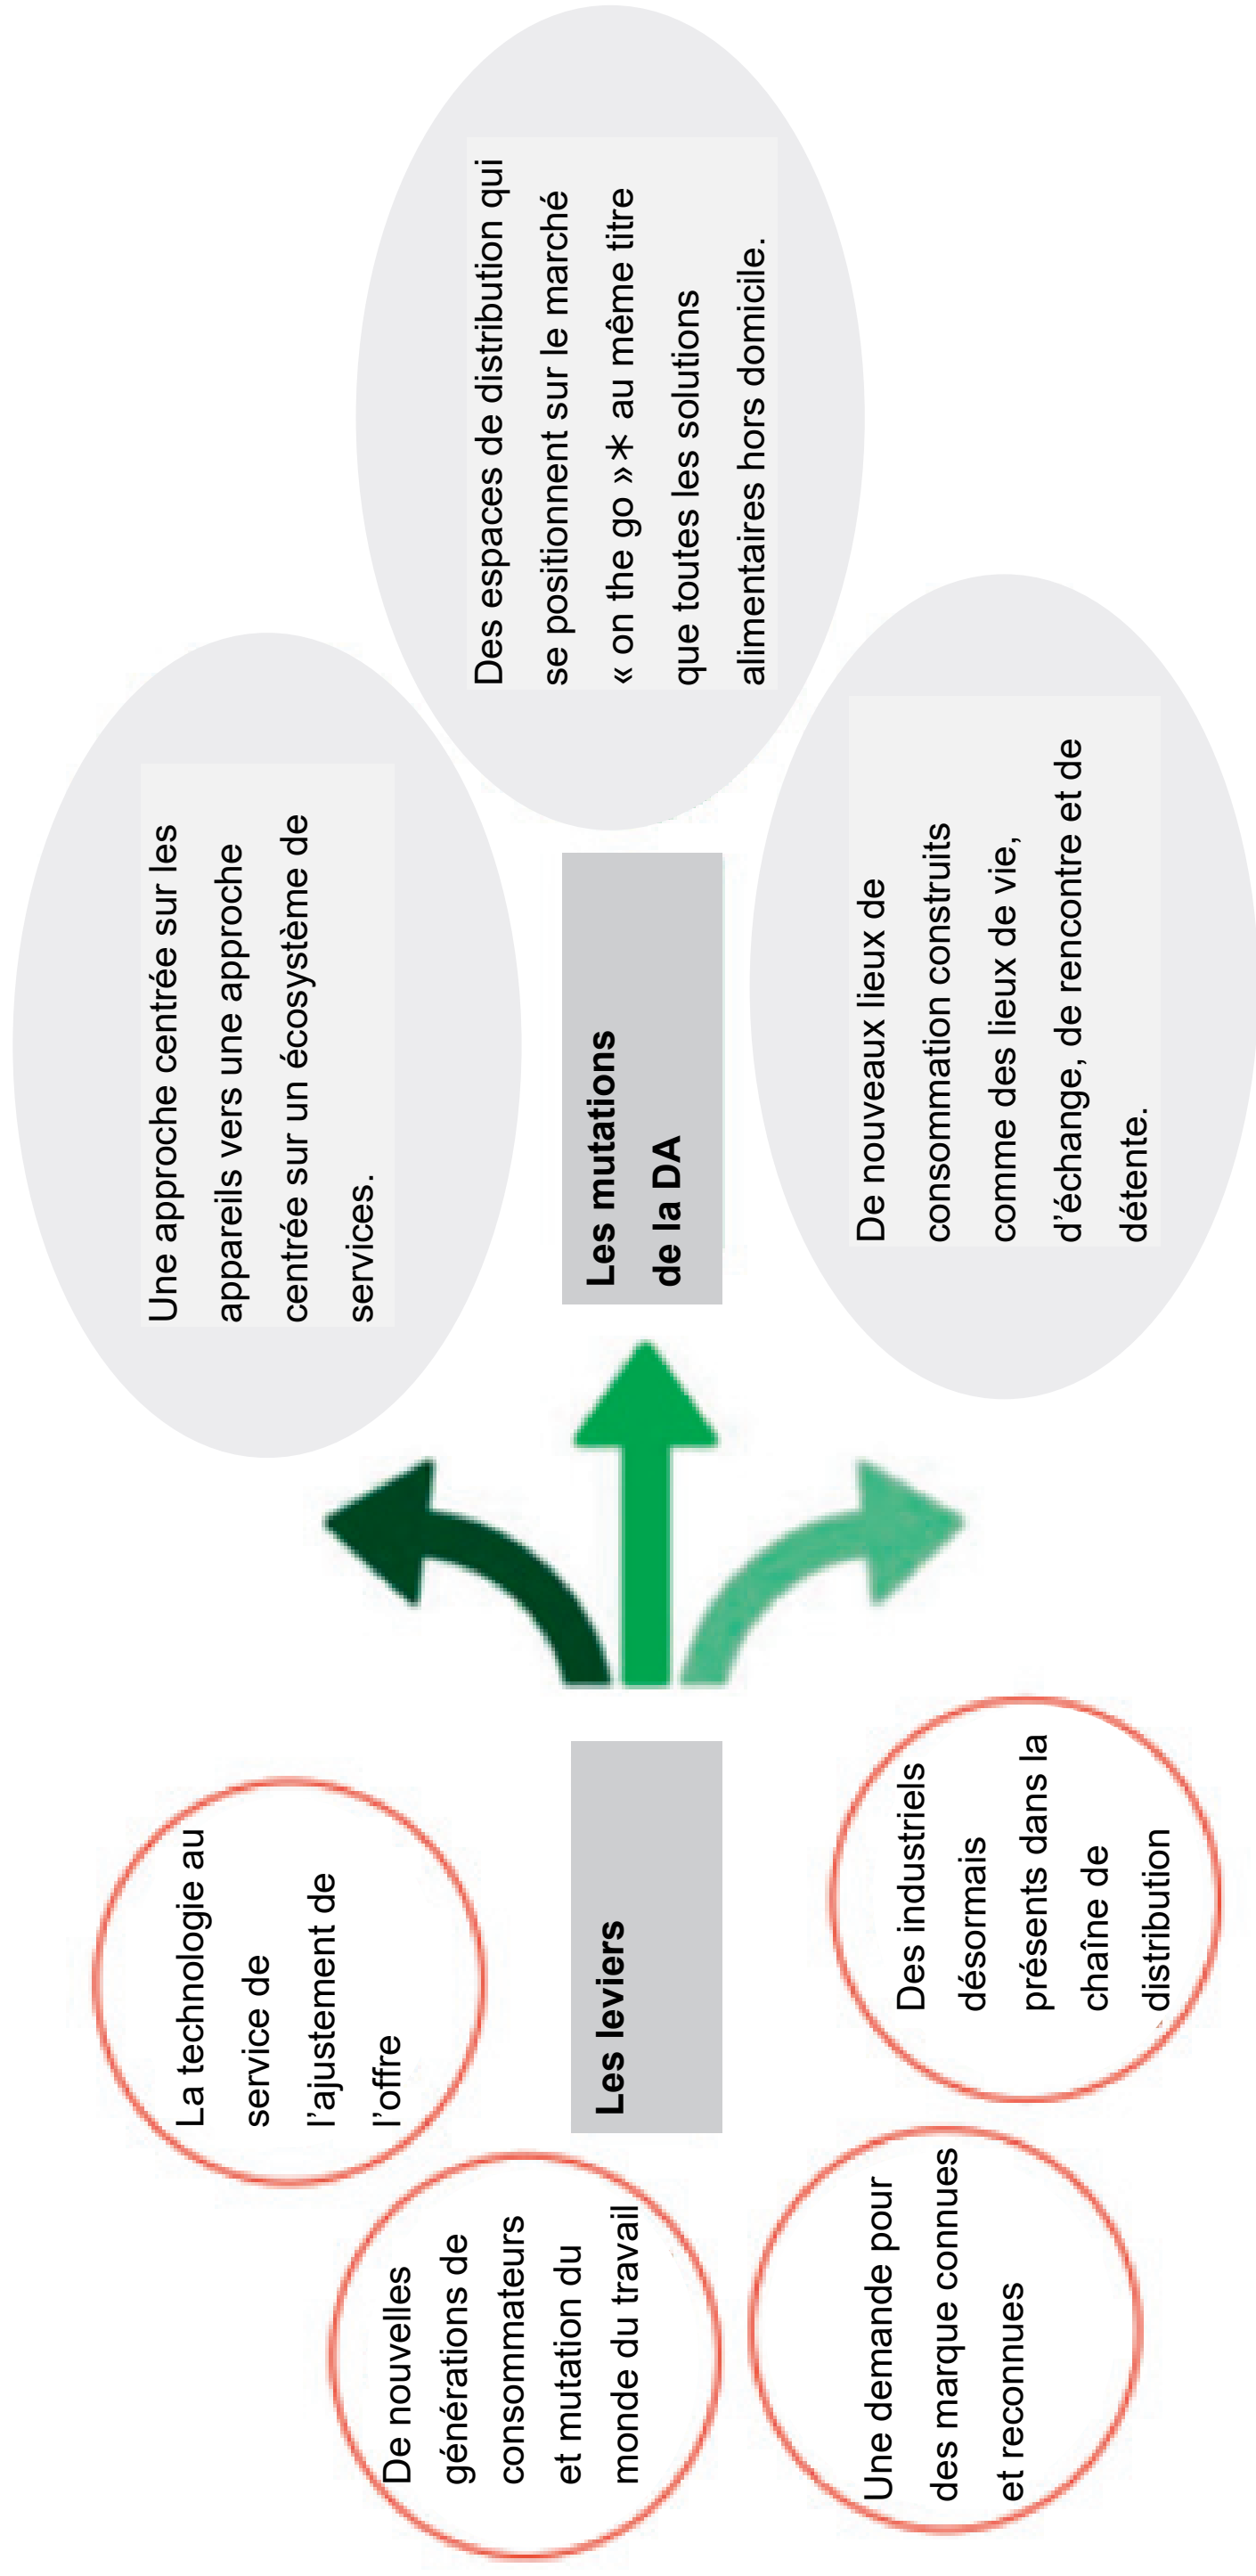 La technologie au
service de
l'ajustement de
l'offre
De nouvelles
générations de
consommateurs
et mutation du
monde du travail
Les leviers
Une demande pour
des marque connues
et reconnues
Des industriels
désormais
présents dans la
chaîne de
distribution
Une approche centrée sur les
appareils vers une approche
centrée sur un écosystème de
services.
Les mutations
de la DA
Des espaces de distribution qui
se positionnent sur le marché
« on the go »* au même titre
que toutes les solutions
alimentaires hors domicile.
De nouveaux lieux de
consommation construits
comme des lieux de vie,
d'échange, de rencontre et de
détente.